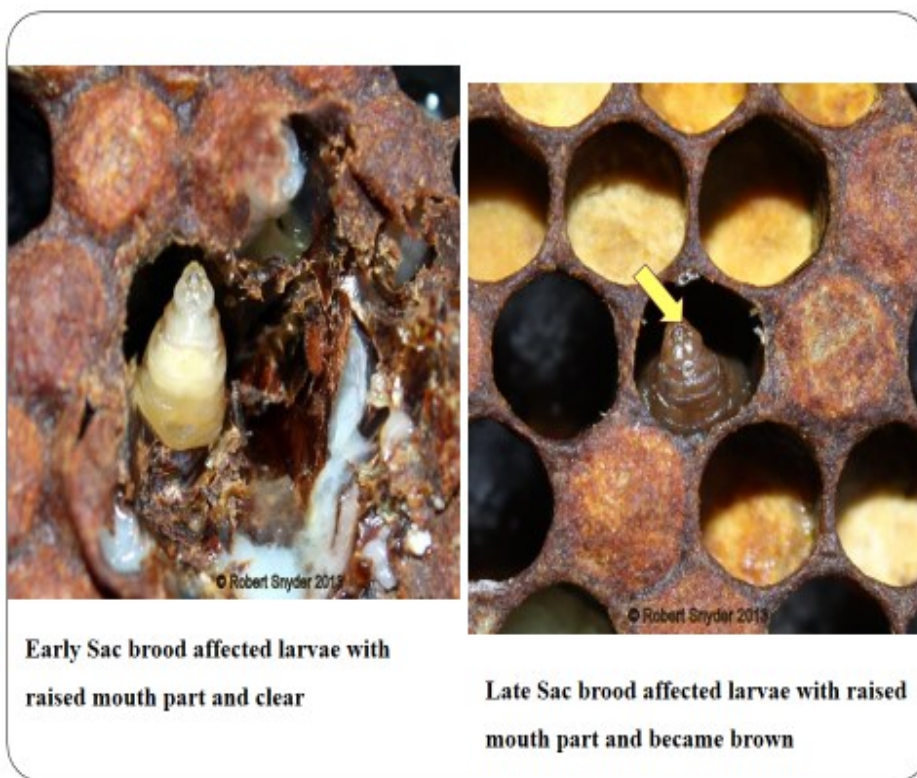 © Robert Snyder 2013
Early Sac brood affected larvae with
raised mouth part and clear
© Robert Snyder 2013
Late Sac brood affected larvae with raised
mouth part and became brown